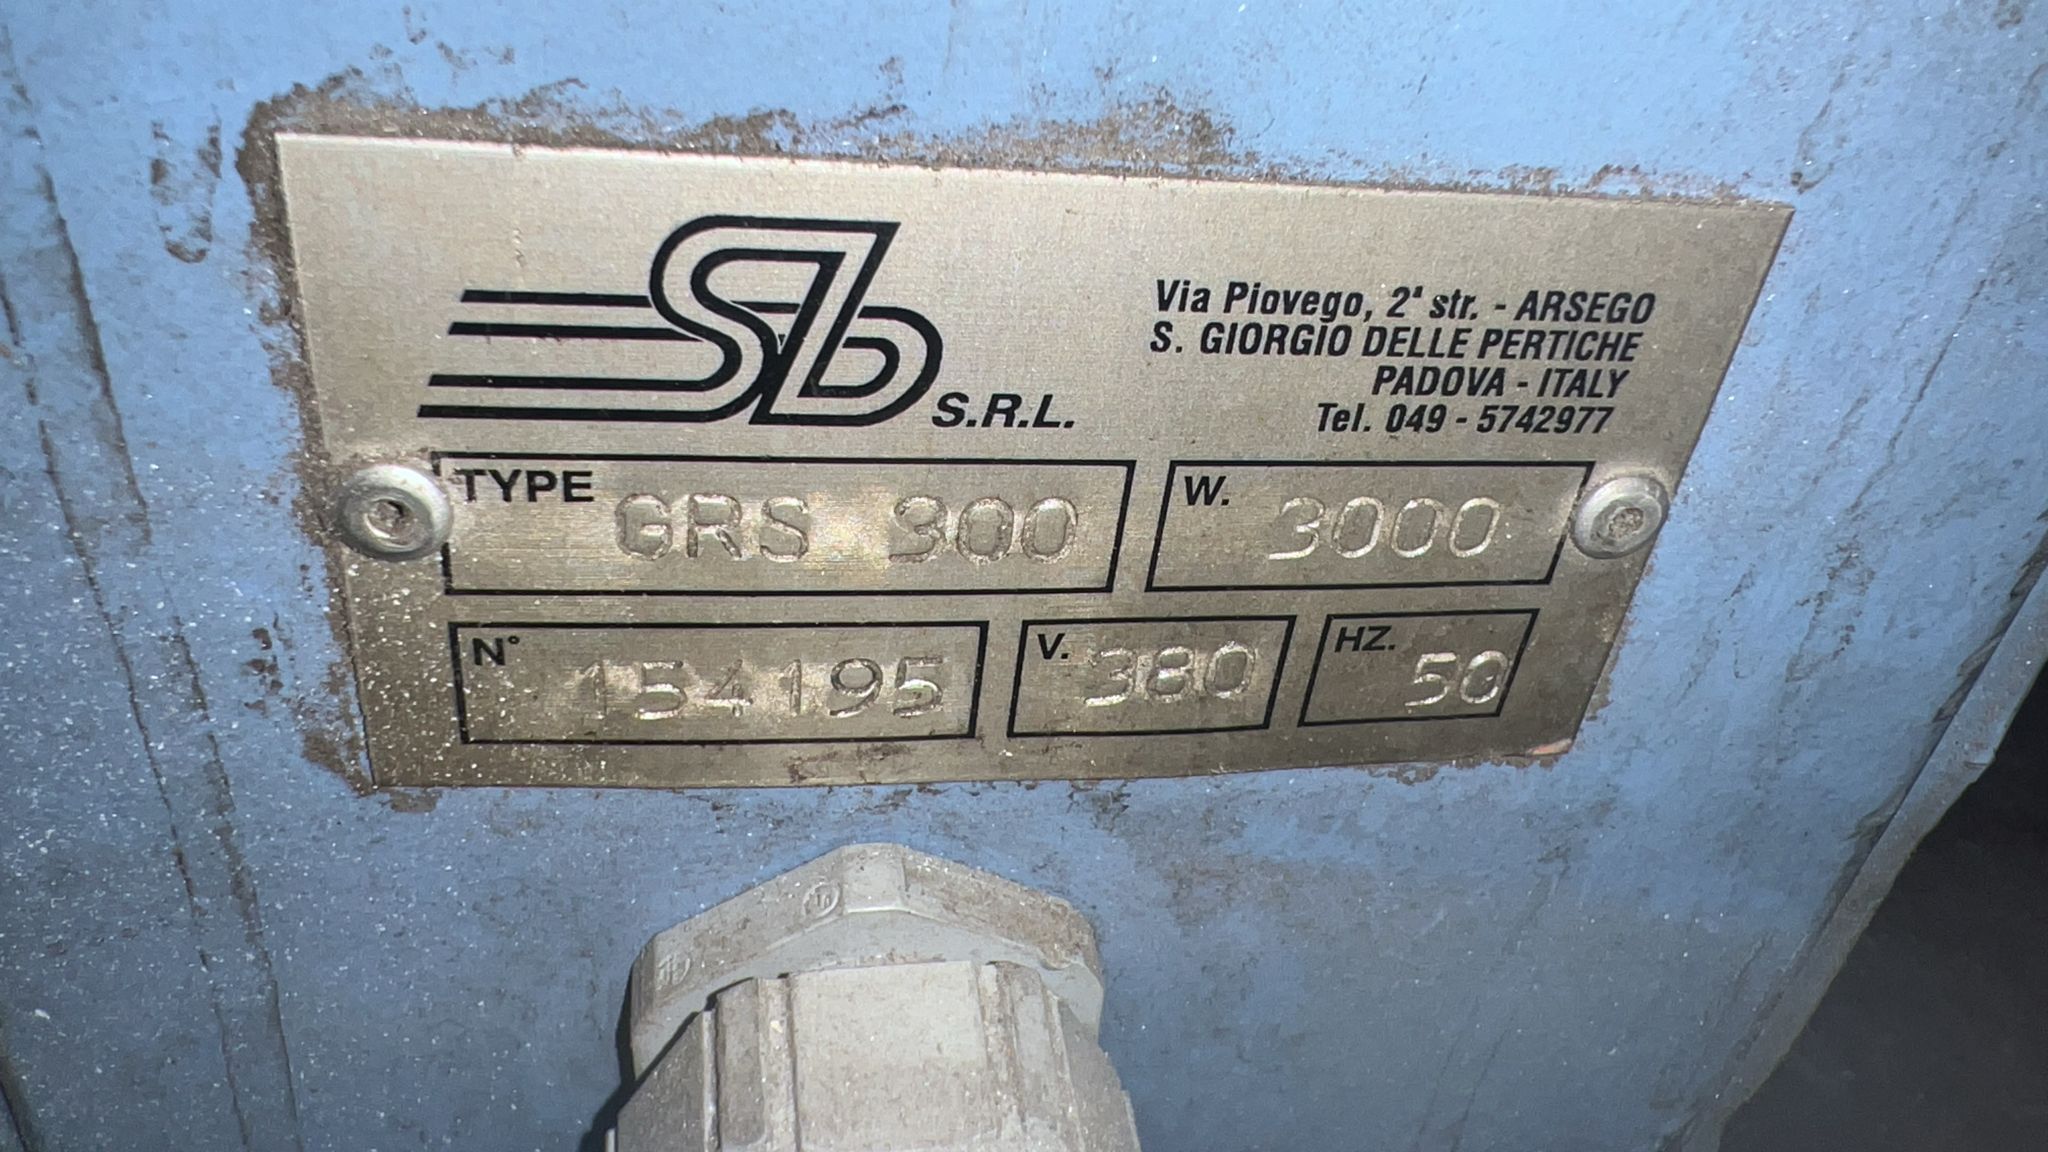 Sb S.R.L.
Via Piovego, 2ª str. - ARSEGO
S. GIORGIO DELLE PERTICHE
PADOVA - ITALY
Tel. 049 - 5742977
TYPE GRS 300
W. 3000
N° 154195
V. 380
HZ. 50